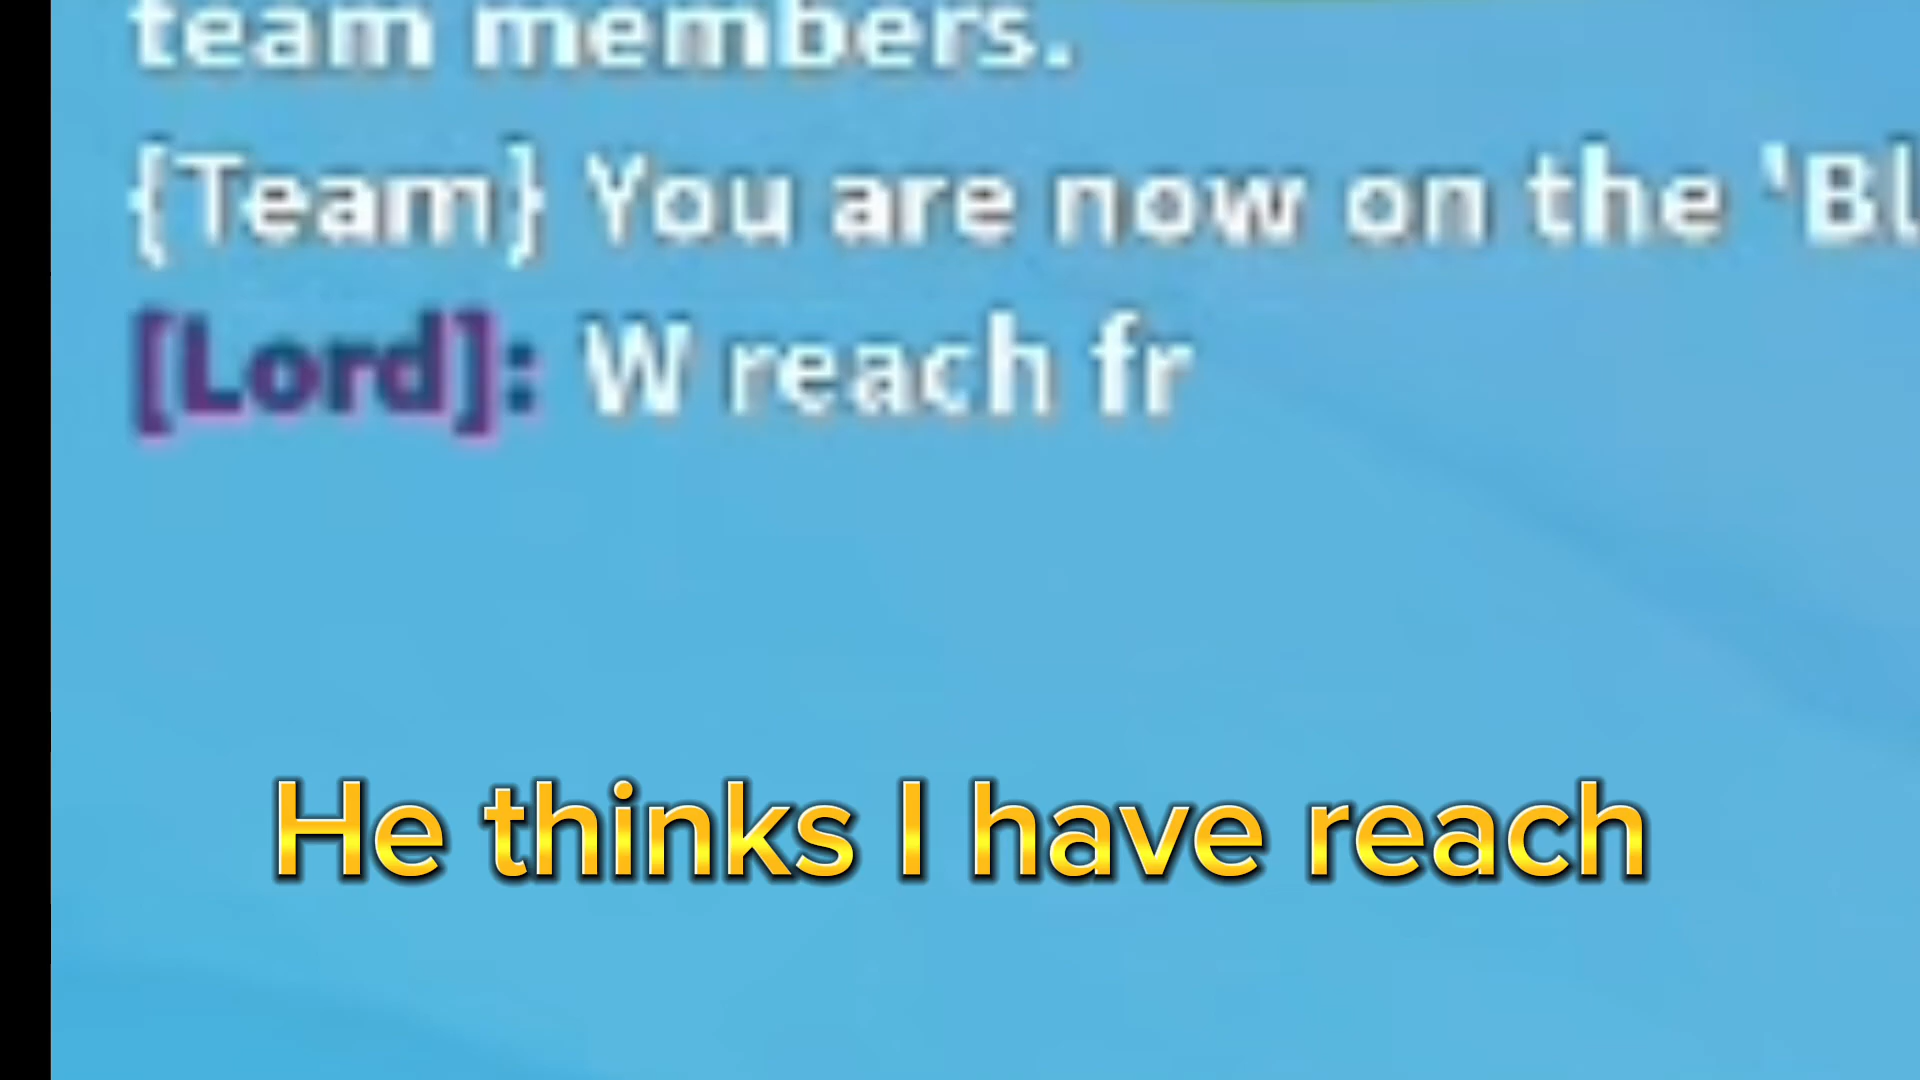 team members.
{Team} You are now on the 'Bl
[Lord]: W reach fr
He thinks I have reach